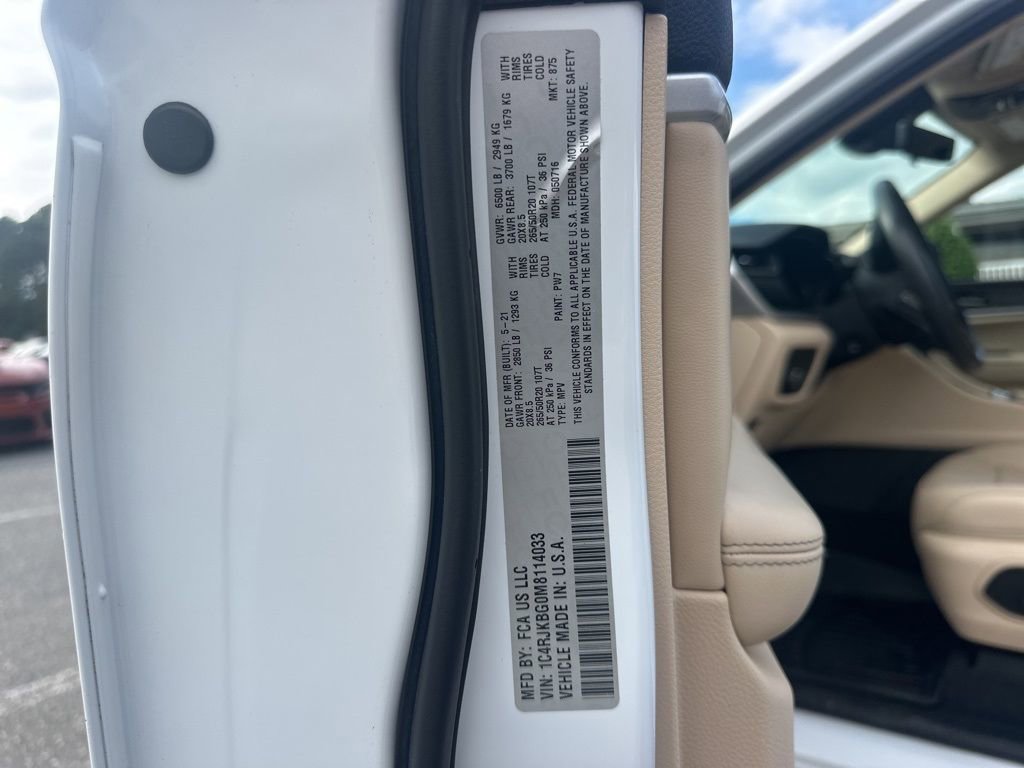 MFD BY: FCA US LLC
VIN: 1C4RJKBG0M8114033
VEHICLE MADE IN: U.S.A.
DATE OF MFR (BUILT): 5-21
GAWR FRONT: 2850 LB / 1293 KG WITH
20X8.5 RIMS
265/50R20 107T TIRES
AT 250 kPa / 36 PSI COLD
TYPE: MPV PAINT: PW7
GVWR: 6500 LB / 2949 KG
GAWR REAR: 3700 LB / 1679 KG WITH
20X8.5 RIMS
265/50R20 107T TIRES
AT 250 kPa / 36 PSI COLD
MDH: 050716 MKT: 875
THIS VEHICLE CONFORMS TO ALL APPLICABLE U.S.A. FEDERAL MOTOR VEHICLE SAFETY
STANDARDS IN EFFECT ON THE DATE OF MANUFACTURE SHOWN ABOVE.